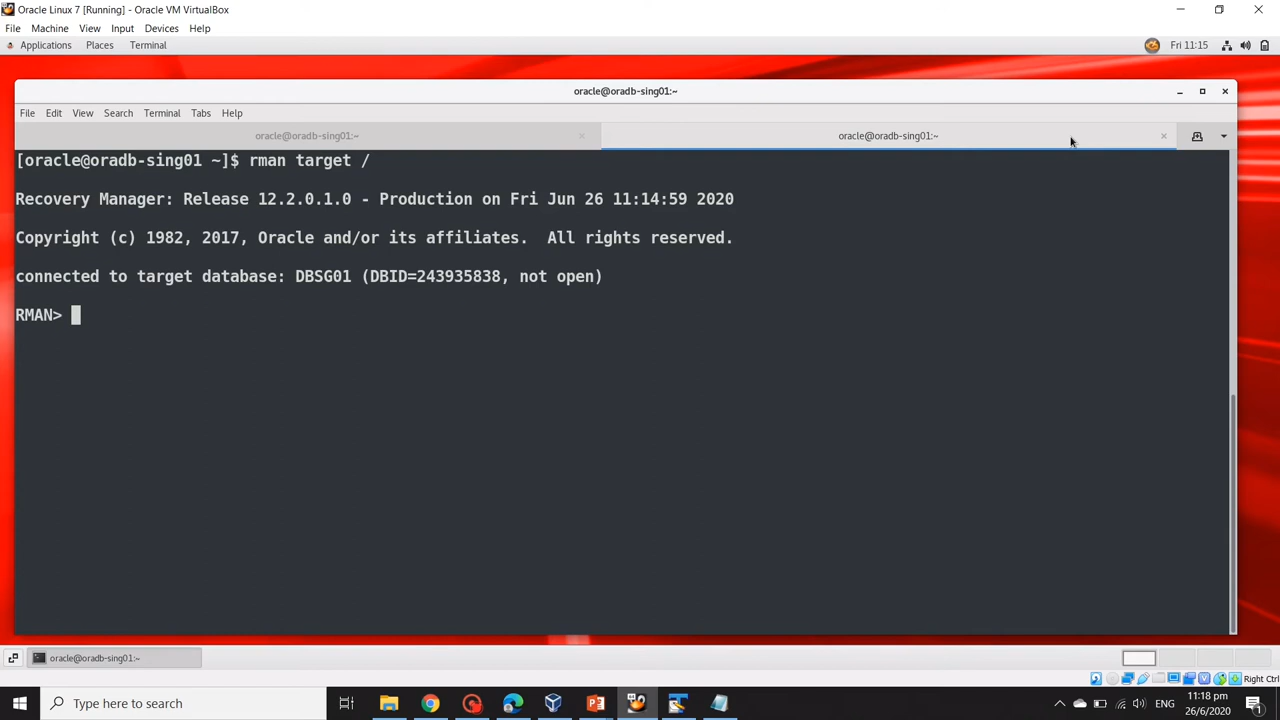 Oracle Linux 7 [Running] - Oracle VM VirtualBox
File Machine View Input Devices Help
Applications Places Terminal Fri 11:15
oracle@oradb-sing01:~
File Edit View Search Terminal Tabs Help
oracle@oradb-sing01:~ oracle@oradb-sing01:~
[oracle@oradb-sing01 ~]$ rman target /
Recovery Manager: Release 12.2.0.1.0 - Production on Fri Jun 26 11:14:59 2020
Copyright (c) 1982, 2017, Oracle and/or its affiliates.  All rights reserved.
connected to target database: DBSG01 (DBID=243935838, not open)
RMAN>
oracle@oradb-sing01:~
Right Ctrl
Type here to search
ENG
11:18 pm
26/6/2020
1